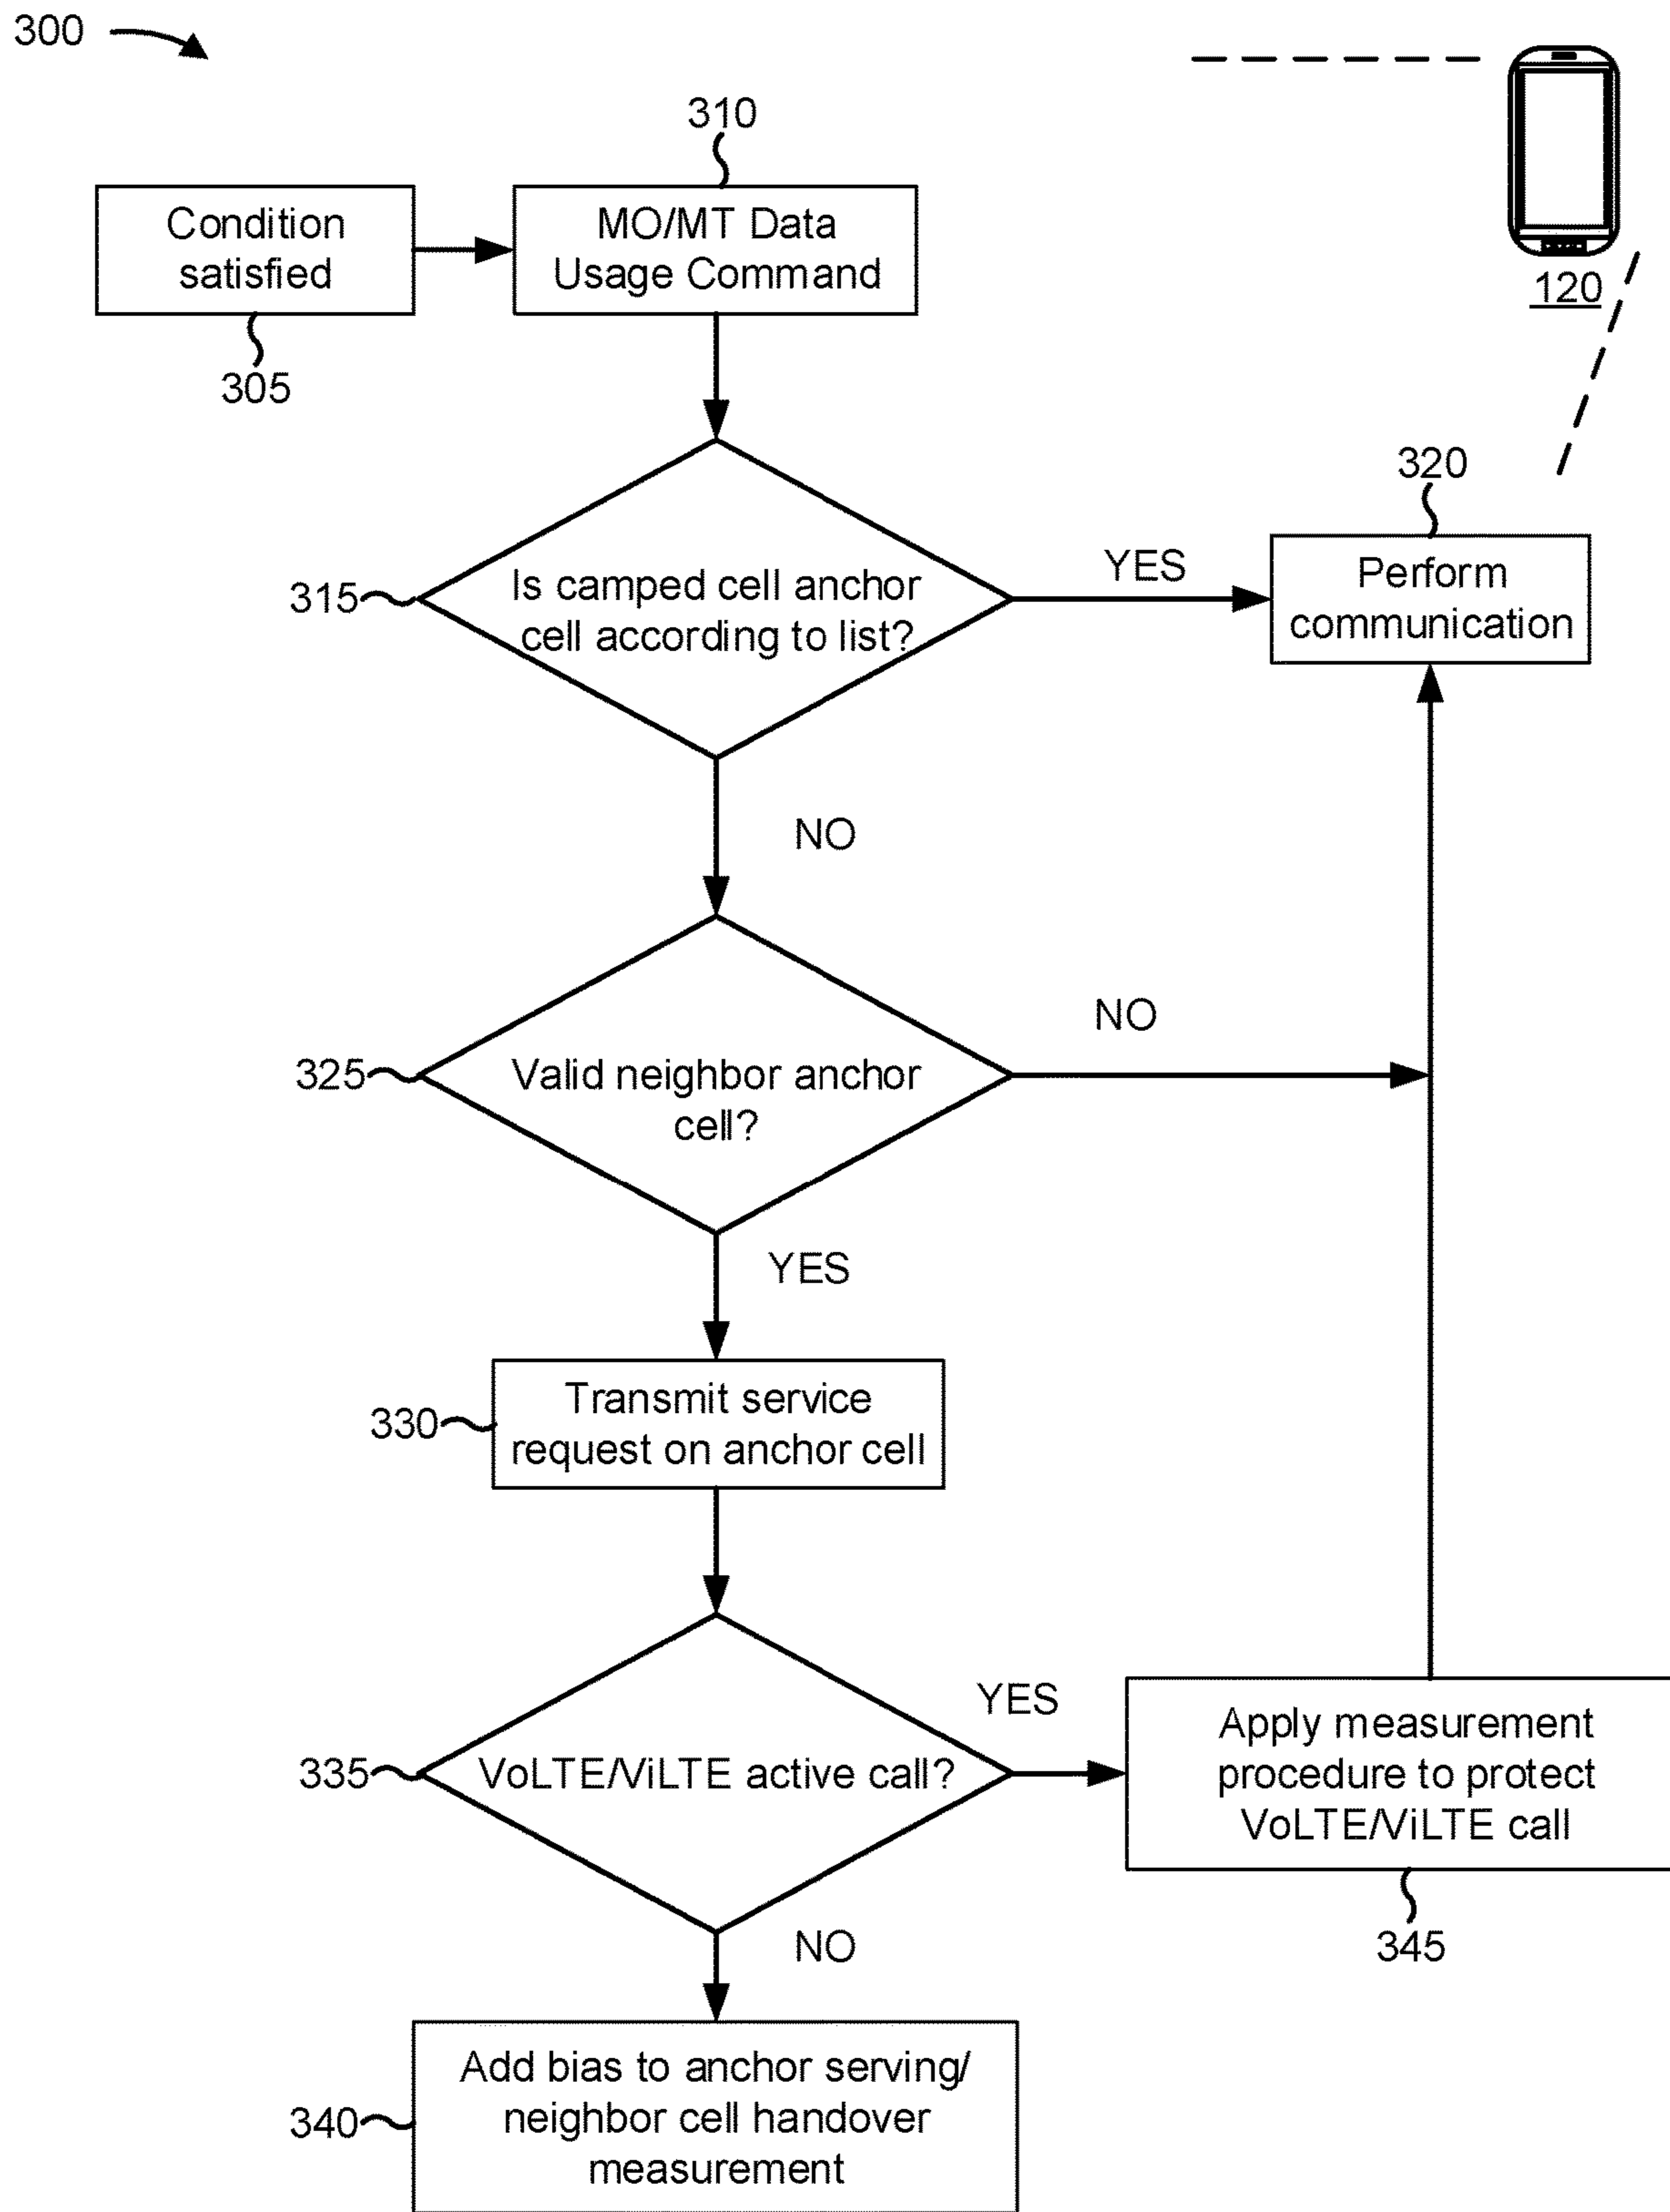 300
310
Condition
satisfied
MO/MT Data
Usage Command
120
305
320
315
Is camped cell anchor
cell according to list?
YES
Perform
communication
NO
325
Valid neighbor anchor
cell?
NO
YES
330
Transmit service
request on anchor cell
335
VoLTE/ViLTE active call?
YES
Apply measurement
procedure to protect
VoLTE/ViLTE call
NO
345
340
Add bias to anchor serving/
neighbor cell handover
measurement